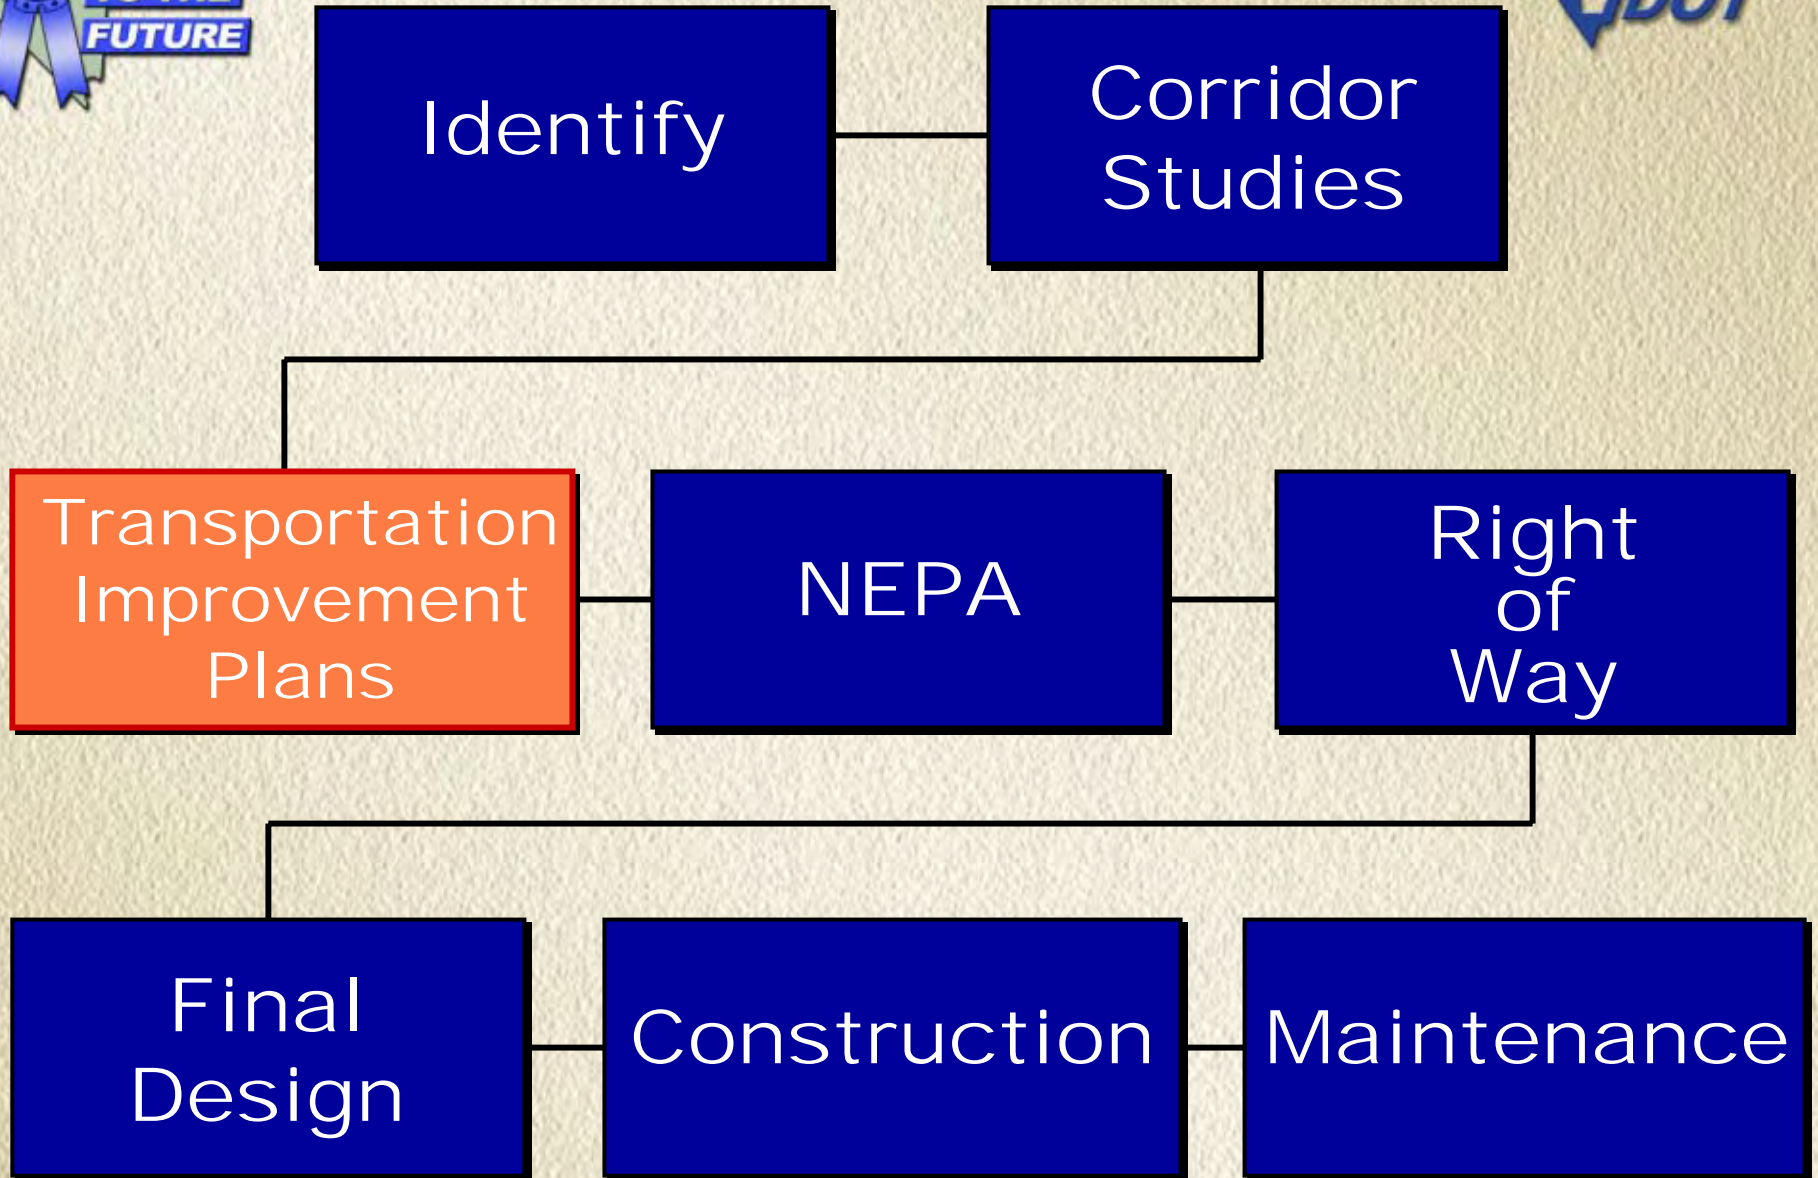 FUTURE
Identify
Corridor
Studies
Transportation
Improvement
Plans
NEPA
Right
of
Way
Final
Design
Construction
Maintenance